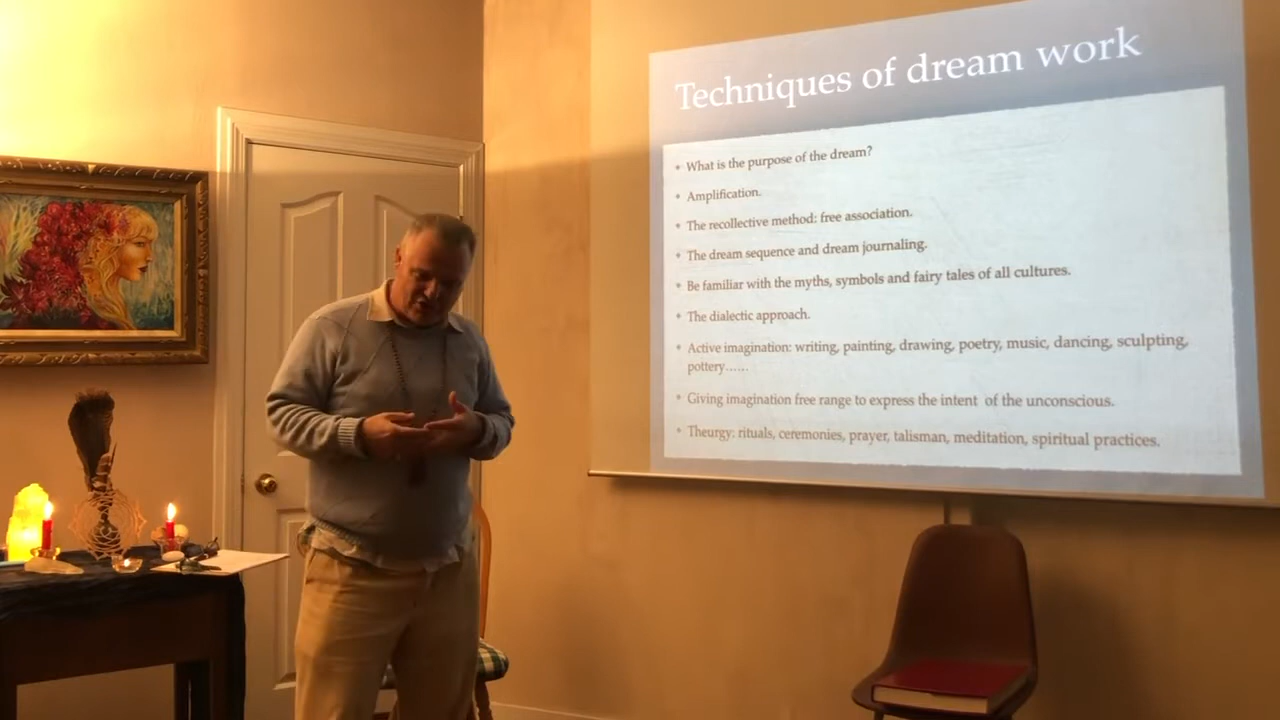 Techniques of dream work
* What is the purpose of the dream?
* Amplification.
* The recollective method: free association.
* The dream sequence and dream journaling.
* Be familiar with the myths, symbols and fairy tales of all cultures.
* The dialectic approach.
* Active imagination: writing, painting, drawing, poetry, music, dancing, sculpting,
pottery……
* Giving imagination free range to express the intent of the unconscious.
* Theurgy: rituals, ceremonies, prayer, talisman, meditation, spiritual practices.